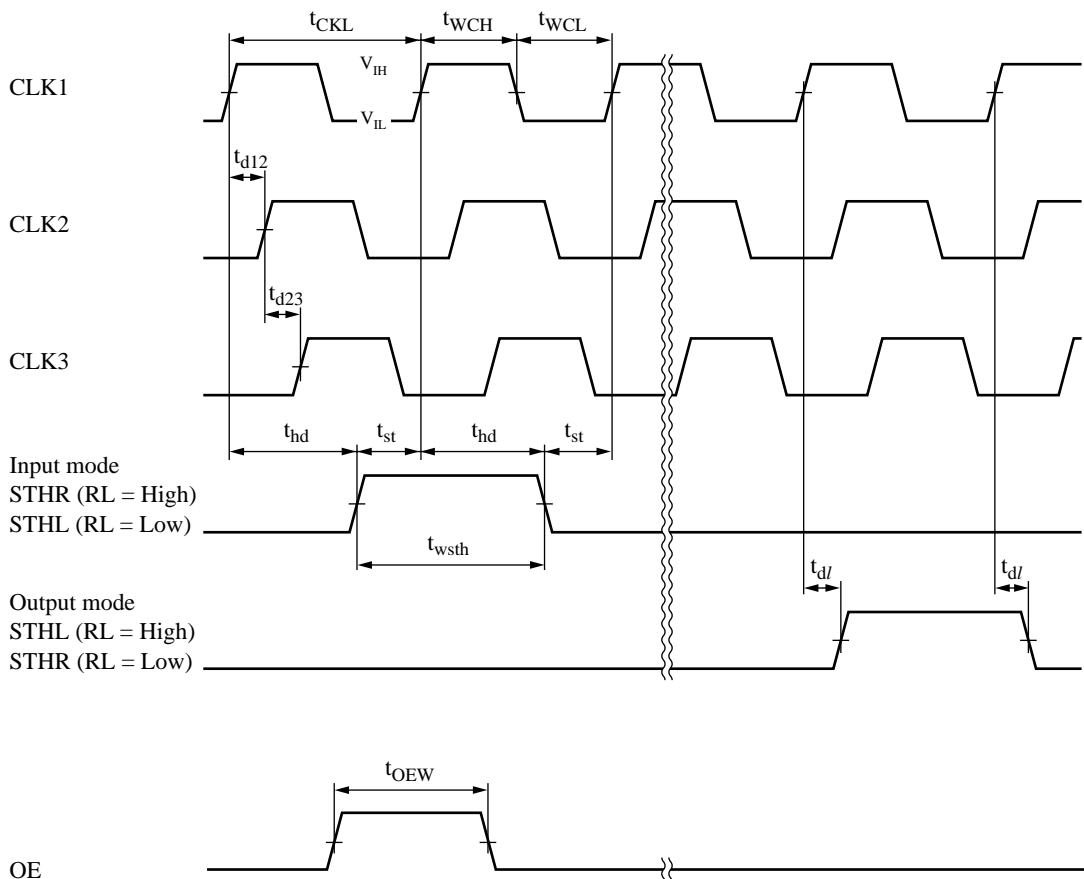 tCKL tWCH tWCL
CLK1
VIH
VIL
td12
CLK2
td23
CLK3
thd tst thd tst
Input mode
STHR (RL = High)
STHL (RL = Low)
twsth
tdl tdl
Output mode
STHL (RL = High)
STHR (RL = Low)
tOEW
OE